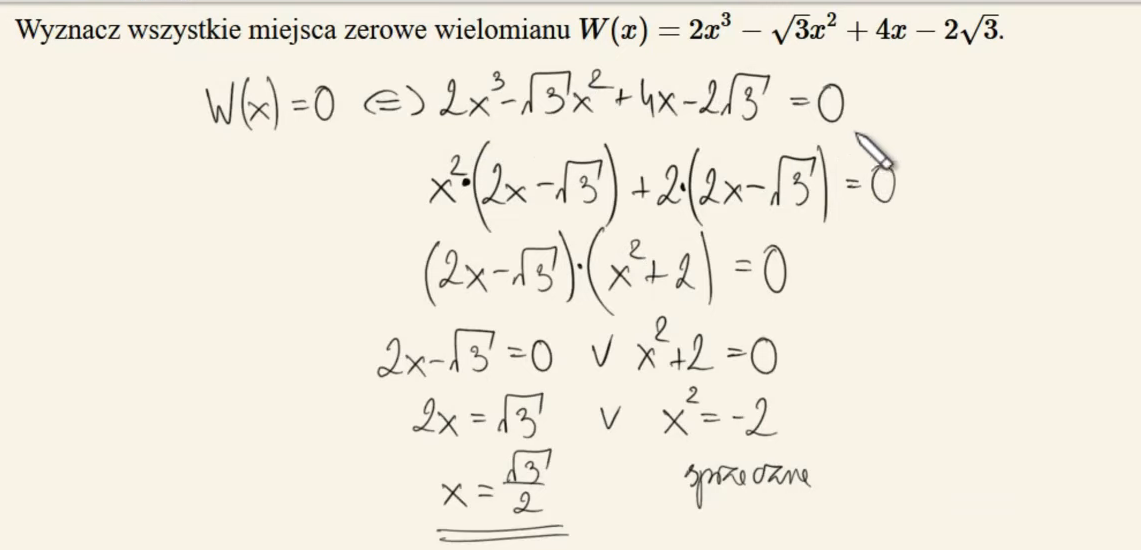 Wyznacz wszystkie miejsca zerowe wielomianu W(x) = 2x³ − √3x² + 4x − 2√3.
W(x) = 0 ⇔ 2x³ − √3x² + 4x − 2√3 = 0
x²·(2x − √3) + 2·(2x − √3) = 0
(2x − √3)·(x² + 2) = 0
2x − √3 = 0 ∨ x² + 2 = 0
2x = √3 ∨ x² = −2
x = √3/2 sprzeczne